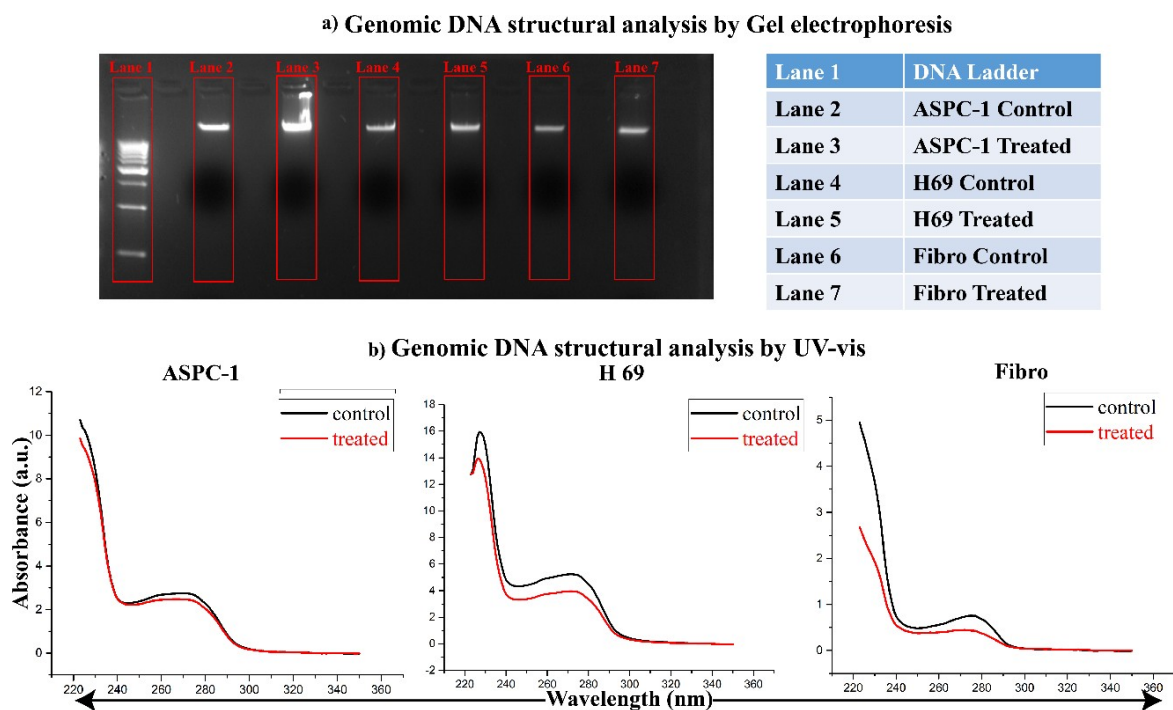 a) Genomic DNA structural analysis by Gel electrophoresis
Lane 1 Lane 2 Lane 3 Lane 4 Lane 5 Lane 6 Lane 7
Lane 1 DNA Ladder
Lane 2 ASPC-1 Control
Lane 3 ASPC-1 Treated
Lane 4 H69 Control
Lane 5 H69 Treated
Lane 6 Fibro Control
Lane 7 Fibro Treated
b) Genomic DNA structural analysis by UV-vis
ASPC-1
control
treated
Absorbance (a.u.)
12
10
8
6
4
2
0
220 240 260 280 300 320 340 360
H 69
control
treated
18
16
14
12
10
8
6
4
2
0
-2
220 240 260 280 300 320 340 360
Fibro
control
treated
5
4
3
2
1
0
220 240 260 280 300 320 340 360
Wavelength (nm)